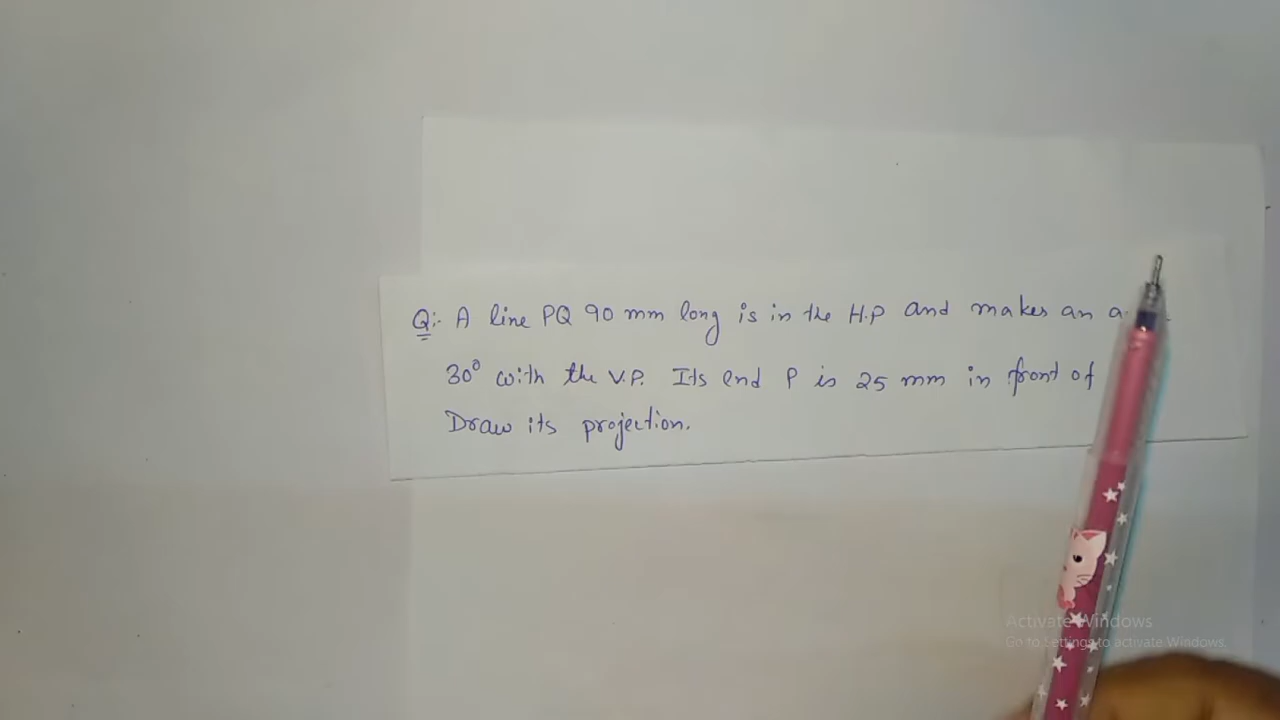 Q:- A line PQ 90 mm long is in the H.P and makes an
30° with the V.P. Its end P is 25 mm in front of
Draw its projection.
Activate Windows
Go to Settings to activate Windows.